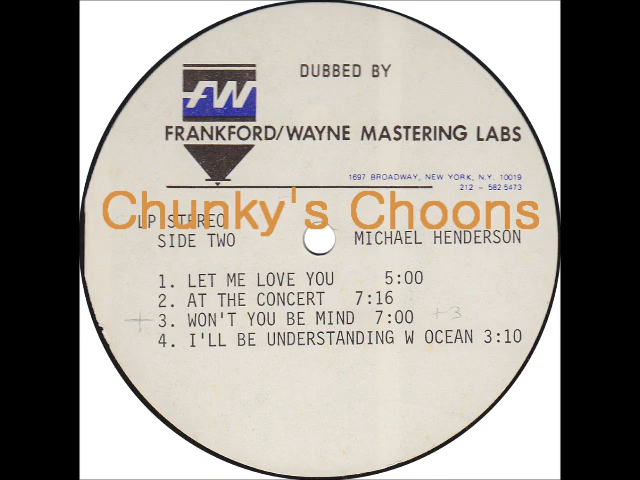 DUBBED BY
FW
FRANKFORD/WAYNE MASTERING LABS
1697 BROADWAY, NEW YORK, N.Y. 10019
212 - 582-5473
Chunky's Choons
LP STEREO
SIDE TWO MICHAEL HENDERSON
1. LET ME LOVE YOU 5:00
2. AT THE CONCERT 7:16
+ 3. WON'T YOU BE MIND 7:00 +3
4. I'LL BE UNDERSTANDING W OCEAN 3:10